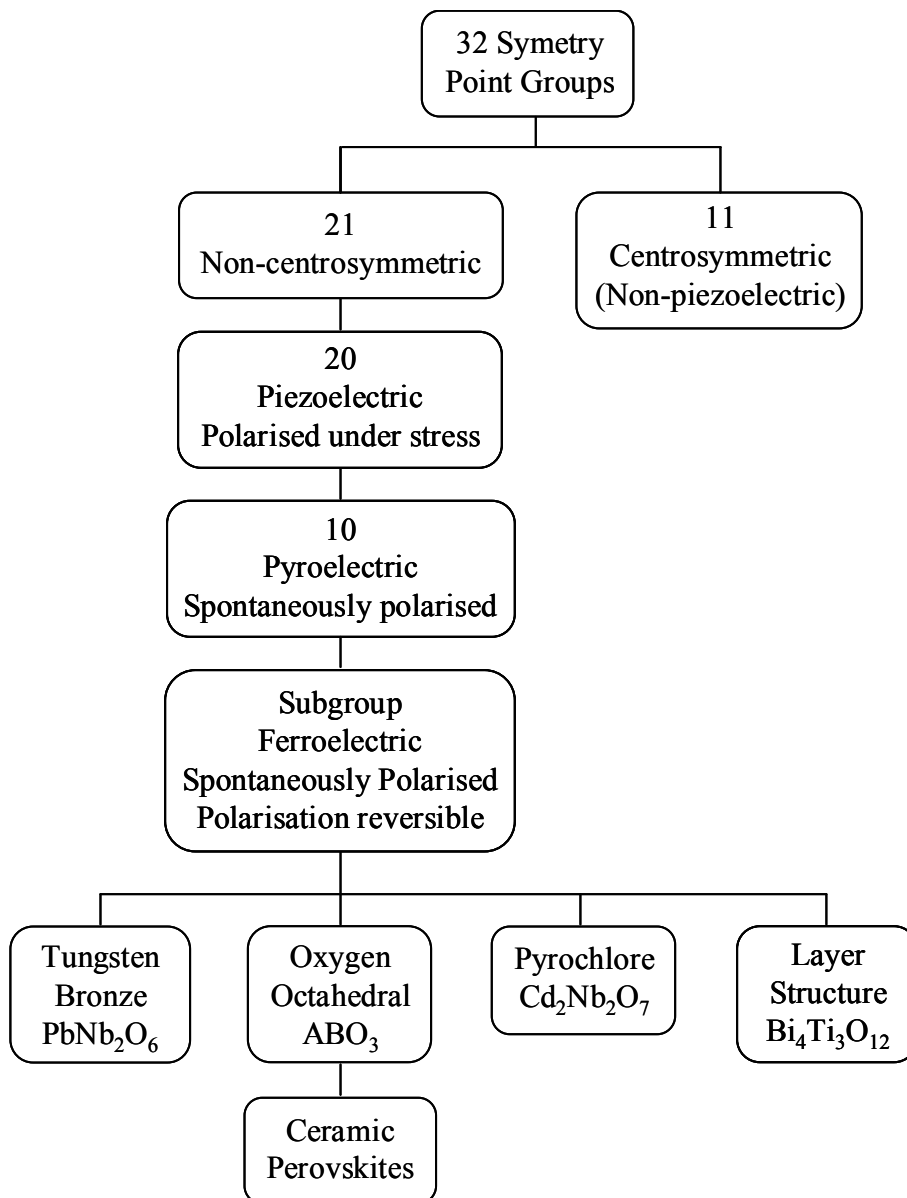 32 Symetry
Point Groups
21
Non-centrosymmetric
11
Centrosymmetric
(Non-piezoelectric)
20
Piezoelectric
Polarised under stress
10
Pyroelectric
Spontaneously polarised
Subgroup
Ferroelectric
Spontaneously Polarised
Polarisation reversible
Tungsten
Bronze
PbNb₂O₆
Oxygen
Octahedral
ABO₃
Pyrochlore
Cd₂Nb₂O₇
Layer
Structure
Bi₄Ti₃O₁₂
Ceramic
Perovskites